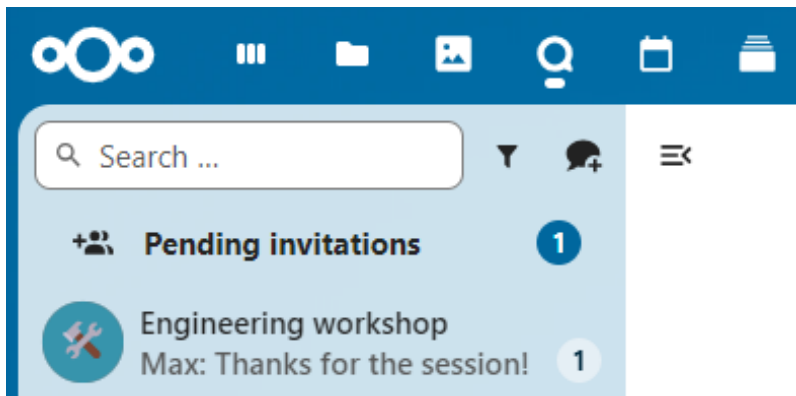 Search ...
Pending invitations
1
Engineering workshop
Max: Thanks for the session!
1